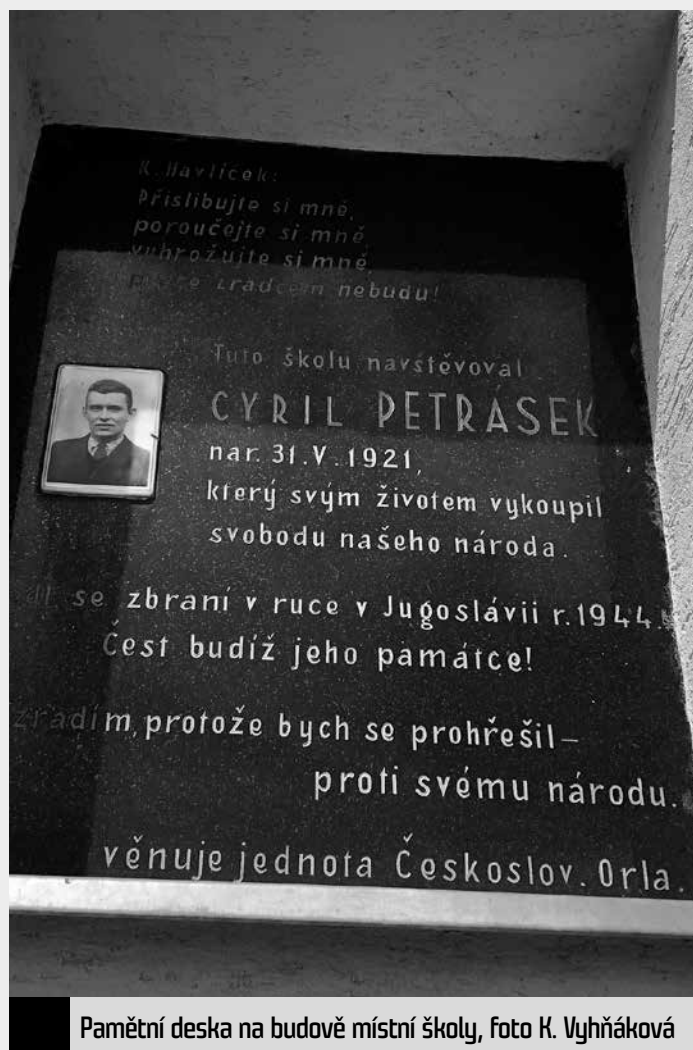 K. Havlíček:
Přislibujte si mně,
poroučejte si mně
vyhrožujte si mně,
zrádcem nebudu!
Tuto školu navštěvoval
CYRIL PETRÁSEK
nar. 31. V. 1921,
který svým životem vykoupil
svobodu našeho národa.
se zbraní v ruce v Jugoslávii r. 1944.
Čest budiž jeho památce!
zradím, protože bych se prohřešil –
proti svému národu.
věnuje jednota Českoslov. Orla.
Pamětní deska na budově místní školy, foto K. Vyhňáková